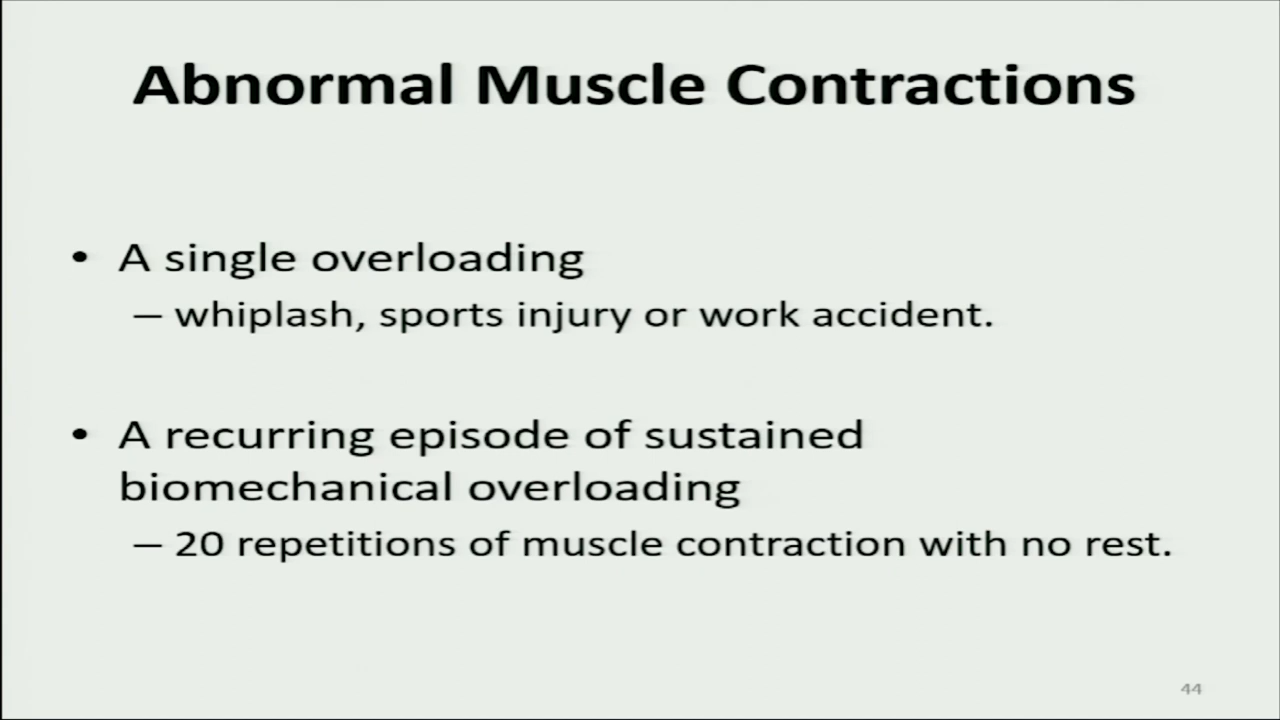 Abnormal Muscle Contractions
• A single overloading
– whiplash, sports injury or work accident.
• A recurring episode of sustained
biomechanical overloading
– 20 repetitions of muscle contraction with no rest.
44